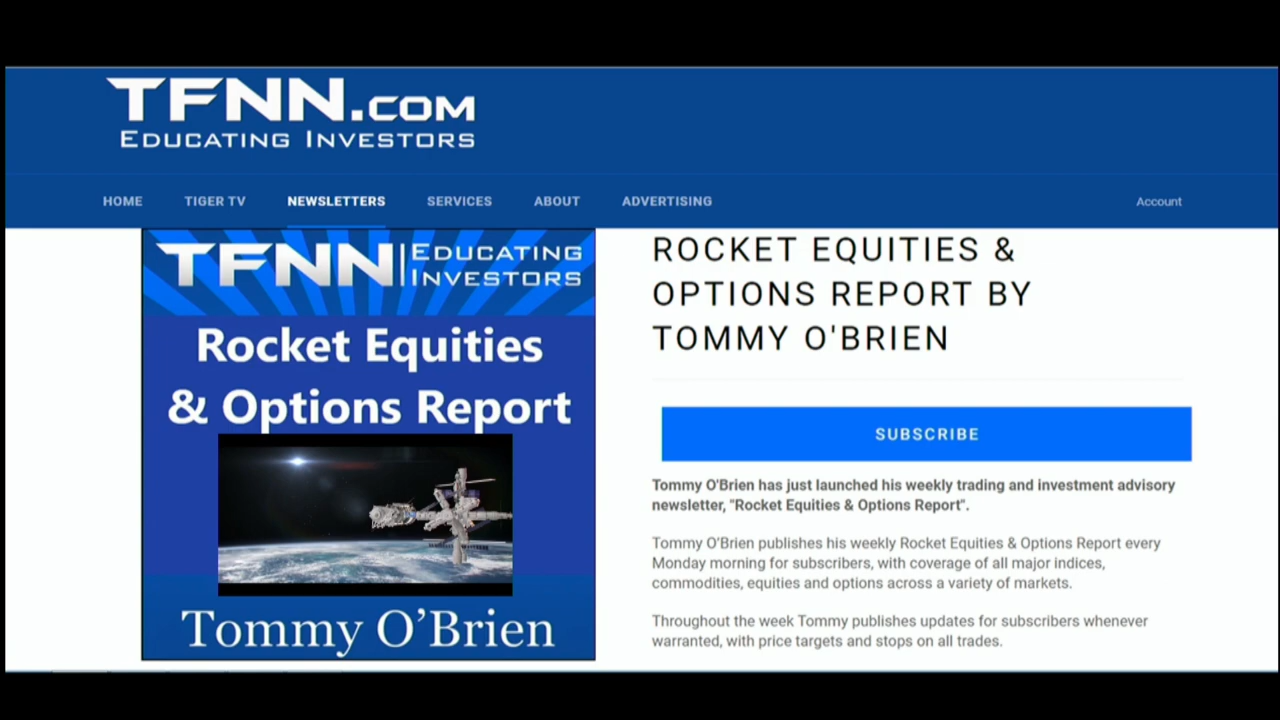 TFNN.COM
EDUCATING INVESTORS
HOME TIGER TV NEWSLETTERS SERVICES ABOUT ADVERTISING Account
TFNN | EDUCATING INVESTORS
Rocket Equities
& Options Report
Tommy O’Brien
ROCKET EQUITIES &
OPTIONS REPORT BY
TOMMY O'BRIEN
SUBSCRIBE
Tommy O'Brien has just launched his weekly trading and investment advisory
newsletter, "Rocket Equities & Options Report".
Tommy O'Brien publishes his weekly Rocket Equities & Options Report every
Monday morning for subscribers, with coverage of all major indices,
commodities, equities and options across a variety of markets.
Throughout the week Tommy publishes updates for subscribers whenever
warranted, with price targets and stops on all trades.